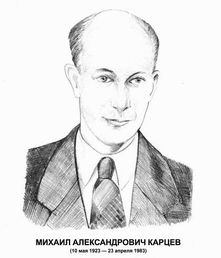 МИХАИЛ АЛЕКСАНДРОВИЧ КАРЦЕВ
(10 мая 1923 — 23 апреля 1983)